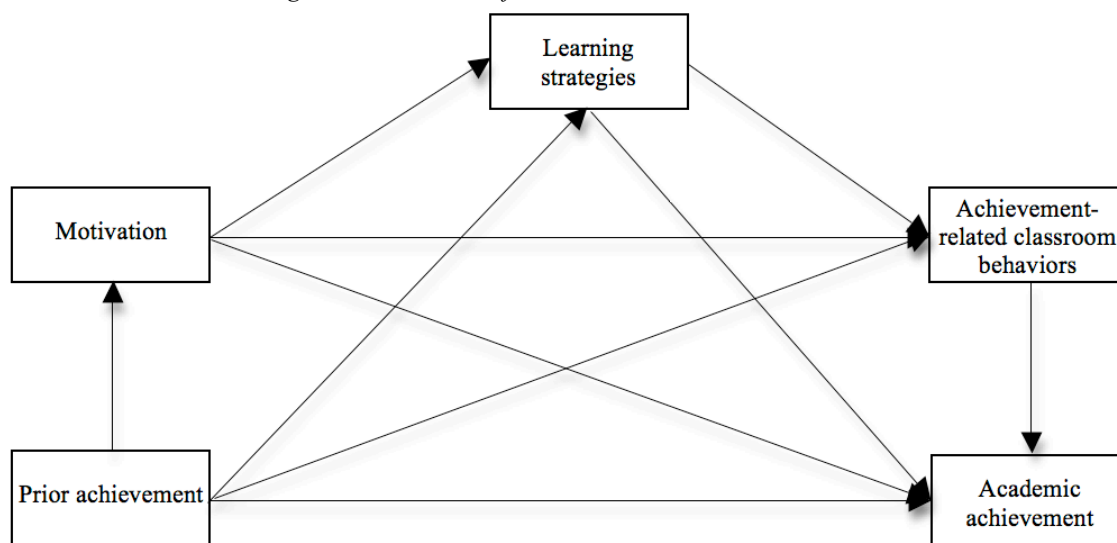 Learning
strategies
Motivation
Achievement-
related classroom
behaviors
Prior achievement
Academic
achievement